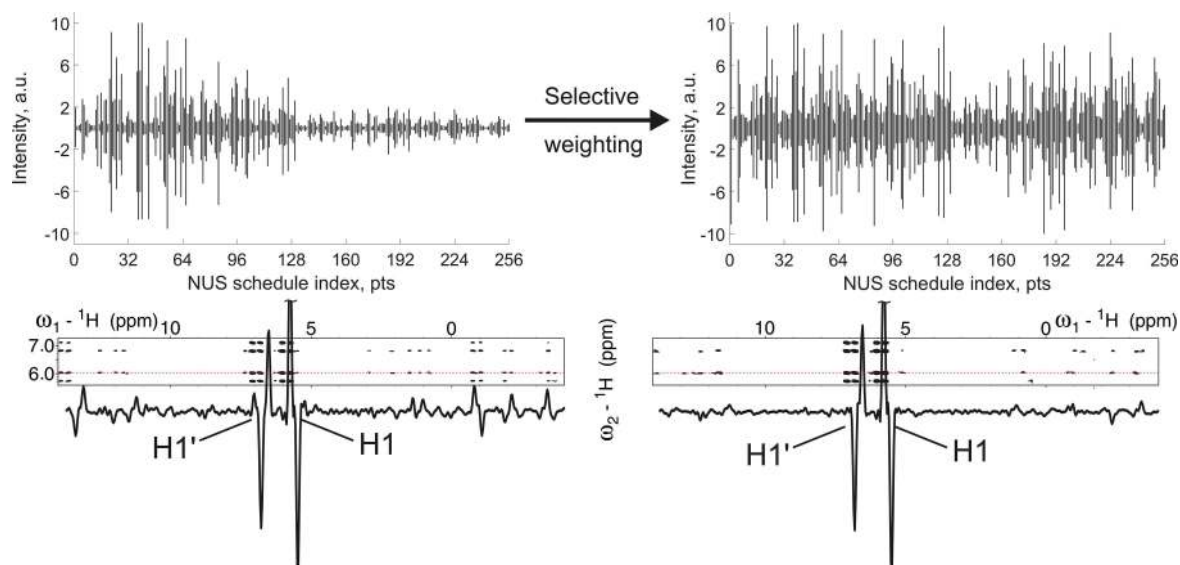 10
6
2
-2
-6
-10
Intensity, a.u.
0 32 64 96 128 160 192 224 256
NUS schedule index, pts
Selective
weighting
10
6
2
-2
-6
-10
Intensity, a.u.
0 32 64 96 128 160 192 224 256
NUS schedule index, pts
ω₁ - ¹H (ppm) 10 5 0
7.0
6.0
H1' H1
ω₂ - ¹H (ppm)
10 5 0 ω₁ - ¹H (ppm)
H1' H1